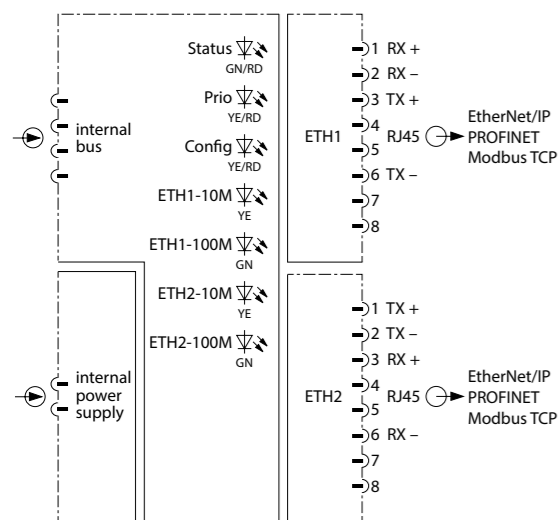 Status
GN/RD
Prio
YE/RD
internal
bus
Config
YE/RD
ETH1-10M
YE
ETH1-100M
GN
ETH2-10M
YE
ETH2-100M
GN
internal
power
supply
ETH1
1 RX +
2 RX –
3 TX +
4
5
6 TX –
7
8
RJ45
EtherNet/IP
PROFINET
Modbus TCP
ETH2
1 TX +
2 TX –
3 RX +
4
5
6 RX –
7
8
RJ45
EtherNet/IP
PROFINET
Modbus TCP